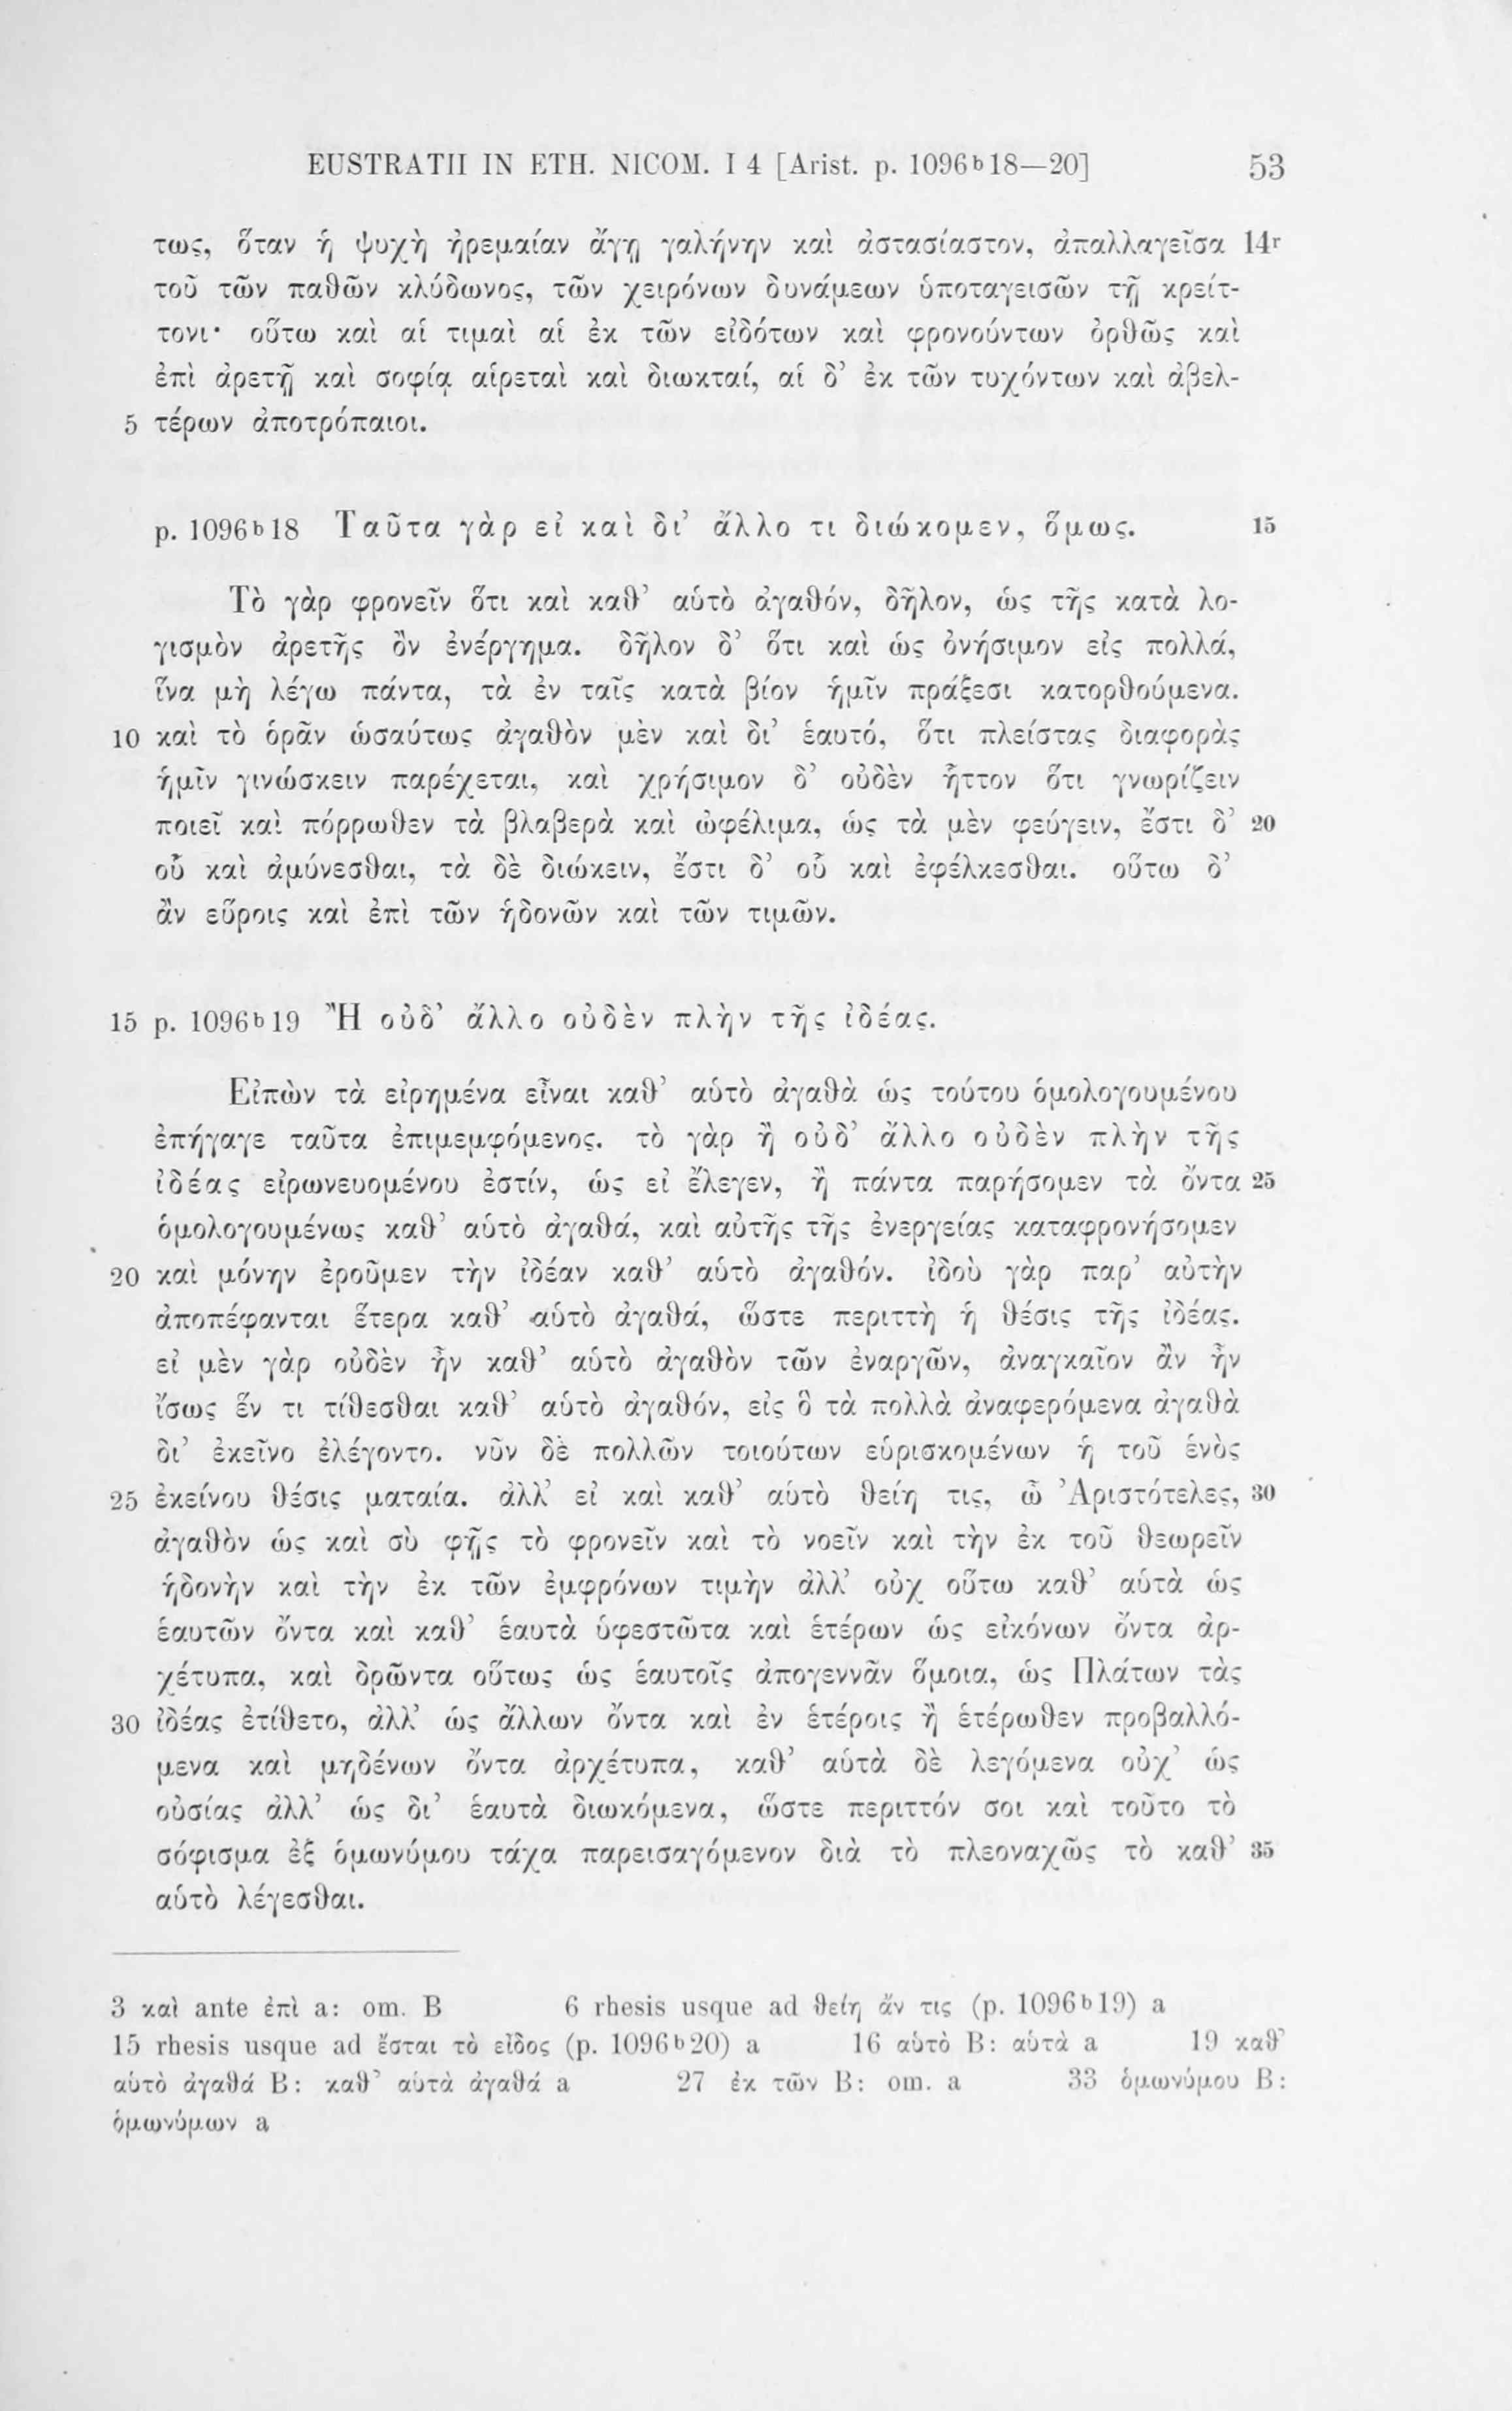 EUSTRATII IN ETH. NICOM. I 4 [Arist. p. 1096ᵇ18—20] 53
τως, ὅταν ἡ ψυχὴ ἠρεμαίαν ἄγῃ γαλήνην καὶ ἀστασίαστον, ἀπαλλαγεῖσα 14ʳ
τοῦ τῶν παθῶν κλύδωνος, τῶν χειρόνων δυνάμεων ὑποταγεισῶν τῇ κρείτ-
τονι· οὕτω καὶ αἱ τιμαὶ αἱ ἐκ τῶν εἰδότων καὶ φρονούντων ὀρθῶς καὶ
ἐπὶ ἀρετῇ καὶ σοφίᾳ αἱρεταὶ καὶ διωκταί, αἱ δ’ ἐκ τῶν τυχόντων καὶ ἀβελ-
5 τέρων ἀποτρόπαιοι.
p. 1096ᵇ18 Ταῦτα γὰρ εἰ καὶ δι’ ἄλλο τι διώκομεν, ὅμως. 15
Τὸ γὰρ φρονεῖν ὅτι καὶ καθ’ αὑτὸ ἀγαθόν, δῆλον, ὡς τῆς κατὰ λο-
γισμὸν ἀρετῆς ὂν ἐνέργημα. δῆλον δ’ ὅτι καὶ ὡς ὀνήσιμον εἰς πολλά,
ἵνα μὴ λέγω πάντα, τὰ ἐν ταῖς κατὰ βίον ἡμῖν πράξεσι κατορθούμενα.
10 καὶ τὸ ὁρᾶν ὡσαύτως ἀγαθὸν μὲν καὶ δι’ ἑαυτό, ὅτι πλείστας διαφορὰς
ἡμῖν γινώσκειν παρέχεται, καὶ χρήσιμον δ’ οὐδὲν ἧττον ὅτι γνωρίζειν
ποιεῖ καὶ πόρρωθεν τὰ βλαβερὰ καὶ ὠφέλιμα, ὡς τὰ μὲν φεύγειν, ἔστι δ’ 20
οὗ καὶ ἀμύνεσθαι, τὰ δὲ διώκειν, ἔστι δ’ οὗ καὶ ἐφέλκεσθαι. οὕτω δ’
ἂν εὕροις καὶ ἐπὶ τῶν ἡδονῶν καὶ τῶν τιμῶν.
15 p. 1096ᵇ19 Ἢ οὐδ’ ἄλλο οὐδὲν πλὴν τῆς ἰδέας.
Εἰπὼν τὰ εἰρημένα εἶναι καθ’ αὑτὸ ἀγαθὰ ὡς τούτου ὁμολογουμένου
ἐπήγαγε ταῦτα ἐπιμεμφόμενος. τὸ γὰρ ἢ οὐδ’ ἄλλο οὐδὲν πλὴν τῆς
ἰδέας εἰρωνευομένου ἐστίν, ὡς εἰ ἔλεγεν, ἢ πάντα παρήσομεν τὰ ὄντα 25
ὁμολογουμένως καθ’ αὑτὸ ἀγαθά, καὶ αὐτῆς τῆς ἐνεργείας καταφρονήσομεν
20 καὶ μόνην ἐροῦμεν τὴν ἰδέαν καθ’ αὑτὸ ἀγαθόν. ἰδοὺ γὰρ παρ’ αὐτὴν
ἀποπέφανται ἕτερα καθ’ αὑτὸ ἀγαθά, ὥστε περιττὴ ἡ θέσις τῆς ἰδέας.
εἰ μὲν γὰρ οὐδὲν ἦν καθ’ αὑτὸ ἀγαθὸν τῶν ἐναργῶν, ἀναγκαῖον ἂν ἦν
ἴσως ἕν τι τίθεσθαι καθ’ αὑτὸ ἀγαθόν, εἰς ὃ τὰ πολλὰ ἀναφερόμενα ἀγαθὰ
δι’ ἐκεῖνο ἐλέγοντο. νῦν δὲ πολλῶν τοιούτων εὑρισκομένων ἡ τοῦ ἑνὸς
25 ἐκείνου θέσις ματαία. ἀλλ’ εἰ καὶ καθ’ αὑτὸ θείη τις, ὦ Ἀριστότελες, 30
ἀγαθὸν ὡς καὶ σὺ φῇς τὸ φρονεῖν καὶ τὸ νοεῖν καὶ τὴν ἐκ τοῦ θεωρεῖν
ἡδονὴν καὶ τὴν ἐκ τῶν ἐμφρόνων τιμὴν ἀλλ’ οὐχ οὕτω καθ’ αὑτὰ ὡς
ἑαυτῶν ὄντα καὶ καθ’ ἑαυτὰ ὑφεστῶτα καὶ ἑτέρων ὡς εἰκόνων ὄντα ἀρ-
χέτυπα, καὶ δρῶντα οὕτως ὡς ἑαυτοῖς ἀπογεννᾶν ὅμοια, ὡς Πλάτων τὰς
30 ἰδέας ἐτίθετο, ἀλλ’ ὡς ἄλλων ὄντα καὶ ἐν ἑτέροις ἢ ἑτέρωθεν προβαλλό-
μενα καὶ μηδένων ὄντα ἀρχέτυπα, καθ’ αὑτὰ δὲ λεγόμενα οὐχ’ ὡς
οὐσίας ἀλλ’ ὡς δι’ ἑαυτὰ διωκόμενα, ὥστε περιττόν σοι καὶ τοῦτο τὸ
σόφισμα ἐξ ὁμωνύμου τάχα παρεισαγόμενον διὰ τὸ πλεοναχῶς τὸ καθ’ 35
αὑτὸ λέγεσθαι.
3 καὶ ante ἐπὶ a: om. B 6 rhesis usque ad θείη ἄν τις (p. 1096ᵇ19) a
15 rhesis usque ad ἔσται τὸ εἶδος (p. 1096ᵇ20) a 16 αὑτὸ B: αὑτὰ a 19 καθ’
αὑτὸ ἀγαθά B: καθ’ αὑτὰ ἀγαθά a 27 ἐκ τῶν B: om. a 33 ὁμωνύμου B:
ὁμωνύμων a